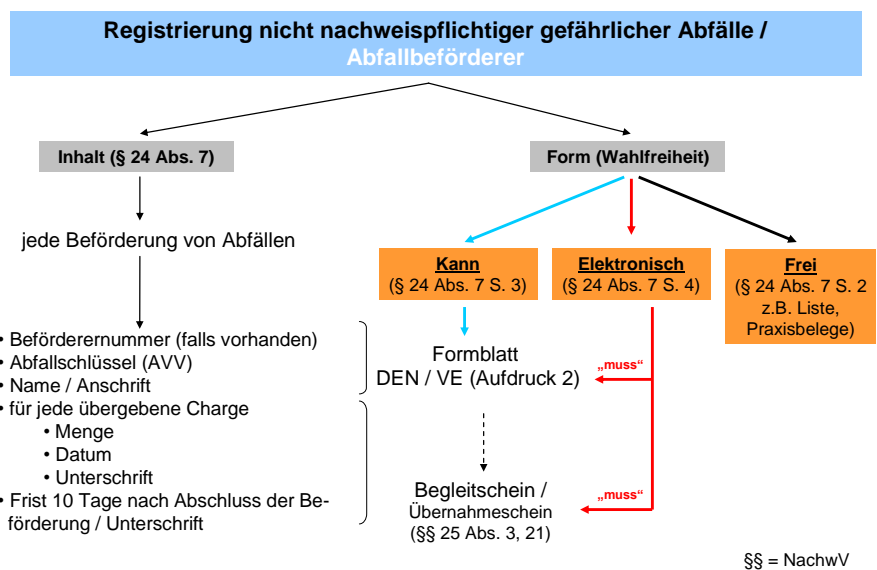 Registrierung nicht nachweispflichtiger gefährlicher Abfälle /
Abfallbeförderer
Inhalt (§ 24 Abs. 7)
Form (Wahlfreiheit)
jede Beförderung von Abfällen
Kann
(§ 24 Abs. 7 S. 3)
Elektronisch
(§ 24 Abs. 7 S. 4)
Frei
(§ 24 Abs. 7 S. 2
z.B. Liste,
Praxisbelege)
• Beförderernummer (falls vorhanden)
• Abfallschlüssel (AVV)
• Name / Anschrift
• für jede übergebene Charge
• Menge
• Datum
• Unterschrift
• Frist 10 Tage nach Abschluss der Be-
förderung / Unterschrift
Formblatt
DEN / VE (Aufdruck 2)
„muss“
Begleitschein /
Übernahmeschein
(§§ 25 Abs. 3, 21)
„muss“
§§ = NachwV